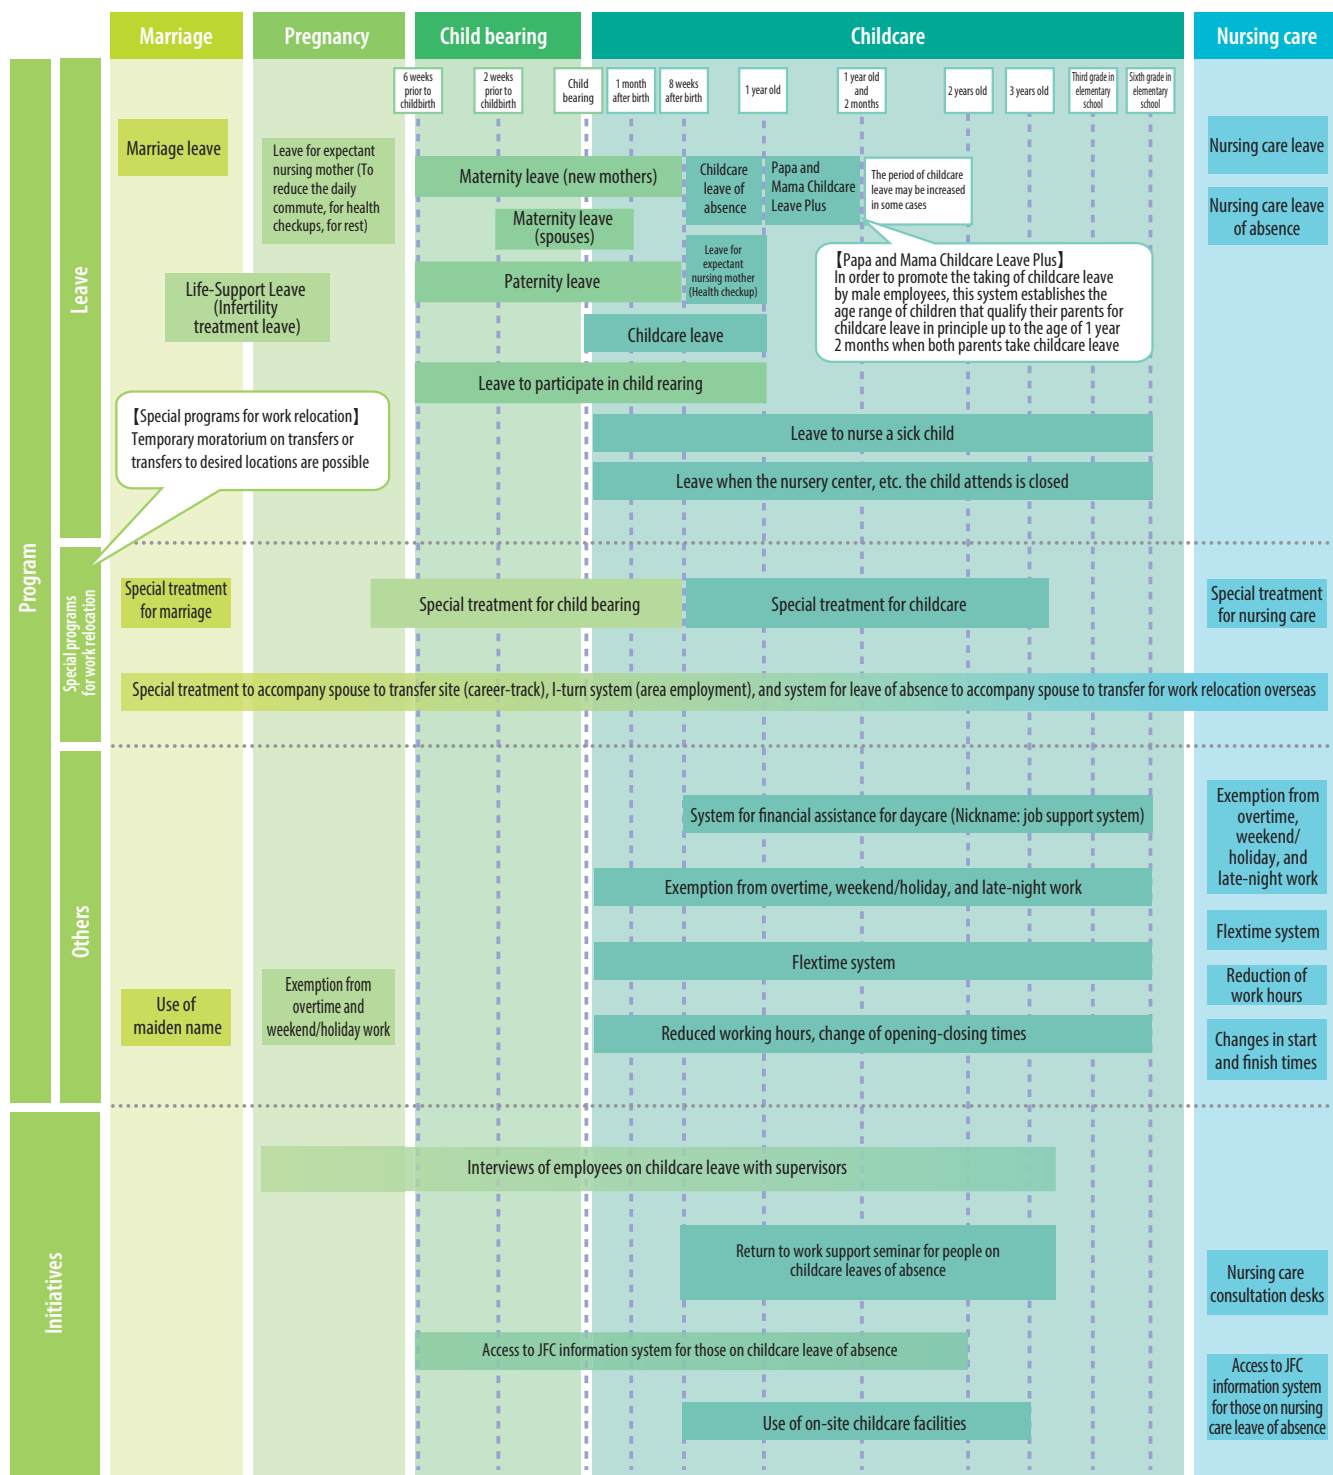 Marriage
Pregnancy
Child bearing
Childcare
Nursing care
6 weeks
prior to
childbirth
2 weeks
prior to
childbirth
Child
bearing
1 month
after birth
8 weeks
after birth
1 year old
1 year old
and
2 months
2 years old
3 years old
Third grade in
elementary
school
Sixth grade in
elementary
school
Program
Leave
Marriage leave
Leave for expectant
nursing mother (To
reduce the daily
commute, for health
checkups, for rest)
Maternity leave (new mothers)
Childcare
leave of
absence
Papa and
Mama Childcare
Leave Plus
The period of childcare
leave may be increased
in some cases
Nursing care leave
Nursing care leave
of absence
Maternity leave
(spouses)
Leave for
expectant
nursing mother
(Health checkup)
【Papa and Mama Childcare Leave Plus】
In order to promote the taking of childcare leave
by male employees, this system establishes the
age range of children that qualify their parents for
childcare leave in principle up to the age of 1 year
2 months when both parents take childcare leave
Life-Support Leave
(Infertility
treatment leave)
Paternity leave
Childcare leave
Leave to participate in child rearing
【Special programs for work relocation】
Temporary moratorium on transfers or
transfers to desired locations are possible
Leave to nurse a sick child
Leave when the nursery center, etc. the child attends is closed
Special programs
for work relocation
Special treatment
for marriage
Special treatment for child bearing
Special treatment for childcare
Special treatment
for nursing care
Special treatment to accompany spouse to transfer site (career-track), I-turn system (area employment), and system for leave of absence to accompany spouse to transfer for work relocation overseas
Others
System for financial assistance for daycare (Nickname: job support system)
Exemption from
overtime,
weekend/
holiday, and
late-night work
Exemption from overtime, weekend/holiday, and late-night work
Flextime system
Flextime system
Use of
maiden name
Exemption from
overtime and
weekend/holiday work
Reduction of
work hours
Reduced working hours, change of opening-closing times
Changes in start
and finish times
Initiatives
Interviews of employees on childcare leave with supervisors
Return to work support seminar for people on
childcare leaves of absence
Nursing care
consultation desks
Access to JFC information system for those on childcare leave of absence
Access to JFC
information system
for those on nursing
care leave of absence
Use of on-site childcare facilities